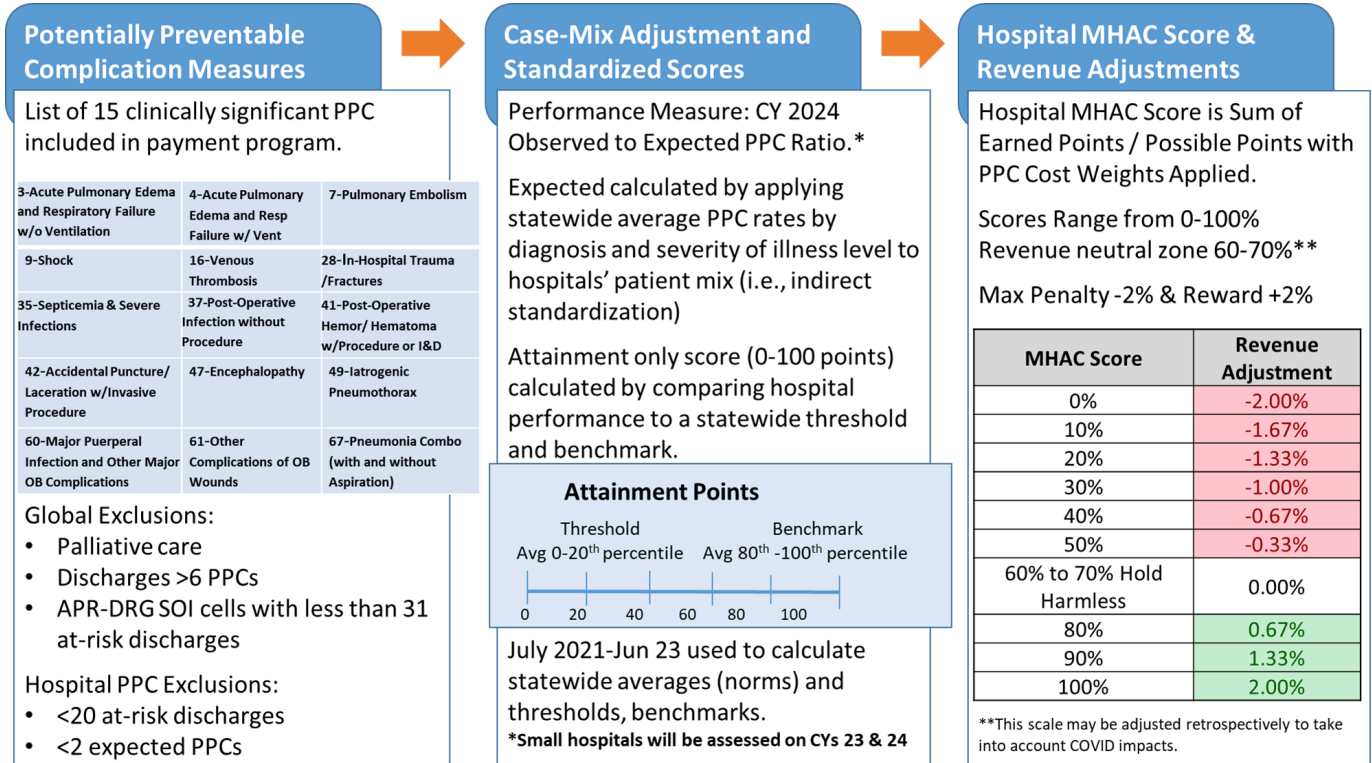 Potentially Preventable
Complication Measures
List of 15 clinically significant PPC
included in payment program.
3-Acute Pulmonary Edema
and Respiratory Failure
w/o Ventilation
4-Acute Pulmonary
Edema and Resp
Failure w/ Vent
7-Pulmonary Embolism
9-Shock
16-Venous
Thrombosis
28-In-Hospital Trauma
/Fractures
35-Septicemia & Severe
Infections
37-Post-Operative
Infection without
Procedure
41-Post-Operative
Hemor/ Hematoma
w/Procedure or I&D
42-Accidental Puncture/
Laceration w/Invasive
Procedure
47-Encephalopathy
49-Iatrogenic
Pneumothorax
60-Major Puerperal
Infection and Other Major
OB Complications
61-Other
Complications of OB
Wounds
67-Pneumonia Combo
(with and without
Aspiration)
Global Exclusions:
• Palliative care
• Discharges >6 PPCs
• APR-DRG SOI cells with less than 31
at-risk discharges
Hospital PPC Exclusions:
• <20 at-risk discharges
• <2 expected PPCs
Case-Mix Adjustment and
Standardized Scores
Performance Measure: CY 2024
Observed to Expected PPC Ratio.*
Expected calculated by applying
statewide average PPC rates by
diagnosis and severity of illness level to
hospitals' patient mix (i.e., indirect
standardization)
Attainment only score (0-100 points)
calculated by comparing hospital
performance to a statewide threshold
and benchmark.
Attainment Points
Threshold
Avg 0-20th percentile
Benchmark
Avg 80th -100th percentile
0 20 40 60 80 100
July 2021-Jun 23 used to calculate
statewide averages (norms) and
thresholds, benchmarks.
*Small hospitals will be assessed on CYs 23 & 24
Hospital MHAC Score &
Revenue Adjustments
Hospital MHAC Score is Sum of
Earned Points / Possible Points with
PPC Cost Weights Applied.
Scores Range from 0-100%
Revenue neutral zone 60-70%**
Max Penalty -2% & Reward +2%
MHAC Score
Revenue
Adjustment
0% -2.00%
10% -1.67%
20% -1.33%
30% -1.00%
40% -0.67%
50% -0.33%
60% to 70% Hold
Harmless
0.00%
80% 0.67%
90% 1.33%
100% 2.00%
**This scale may be adjusted retrospectively to take
into account COVID impacts.